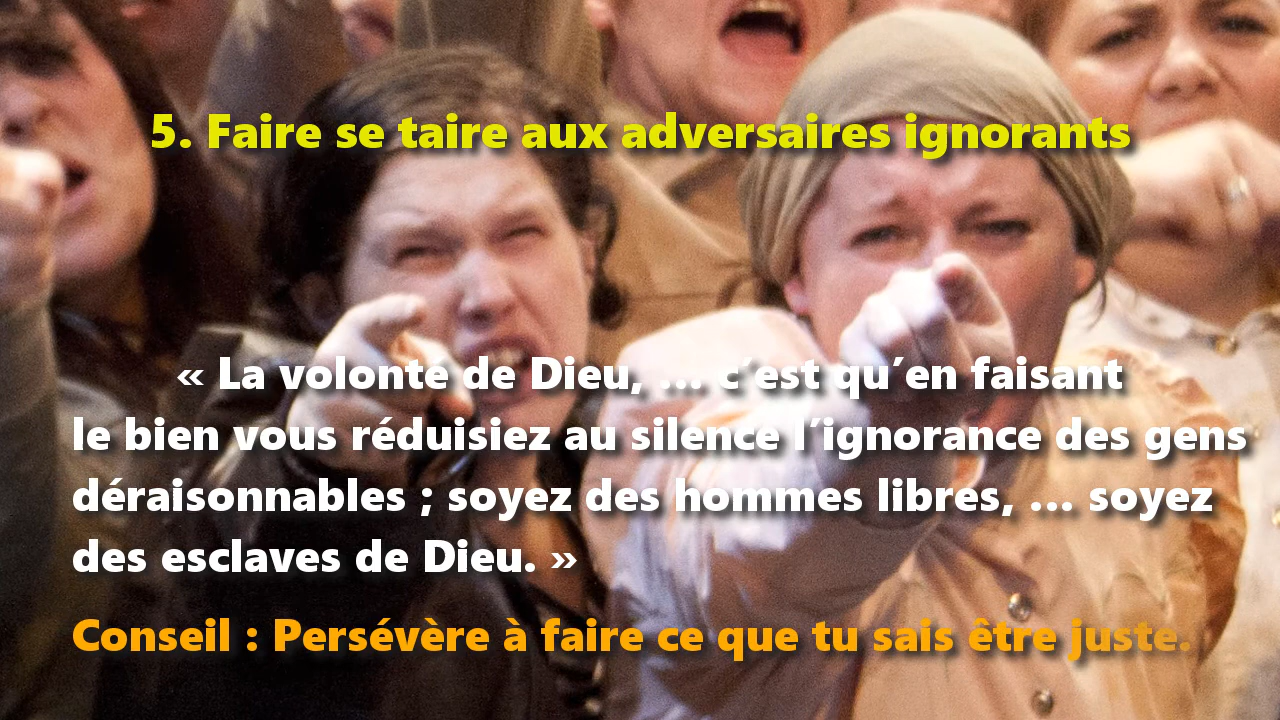 5. Faire se taire aux adversaires ignorants
« La volonté de Dieu, ... c’est qu’en faisant
le bien vous réduisiez au silence l’ignorance des gens
déraisonnables ; soyez des hommes libres, ... soyez
des esclaves de Dieu. »
Conseil : Persévère à faire ce que tu sais être juste.